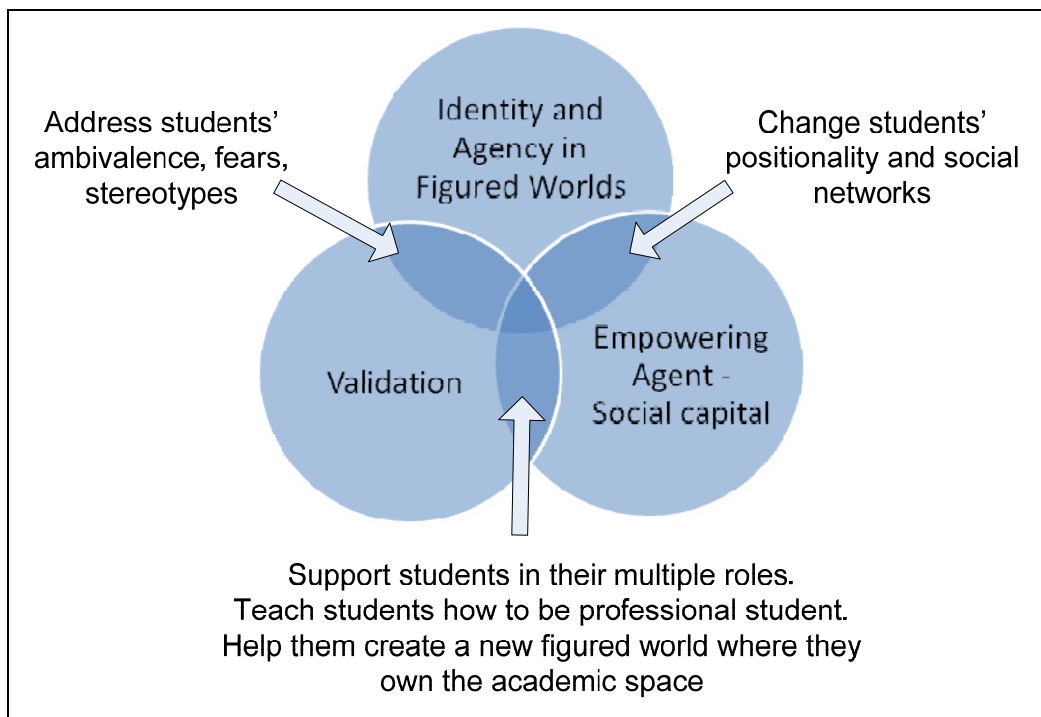 Identity and
Agency in
Figured Worlds
Address students’
ambivalence, fears,
stereotypes
Change students’
positionality and social
networks
Validation
Empowering
Agent -
Social capital
Support students in their multiple roles.
Teach students how to be professional student.
Help them create a new figured world where they
own the academic space